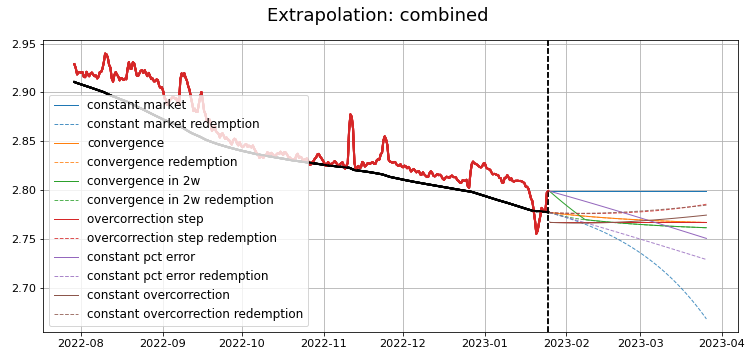 Extrapolation: combined
2.95
2.90
2.85
2.80
2.75
2.70
constant market
constant market redemption
convergence
convergence redemption
convergence in 2w
convergence in 2w redemption
overcorrection step
overcorrection step redemption
constant pct error
constant pct error redemption
constant overcorrection
constant overcorrection redemption
2022-08 2022-09 2022-10 2022-11 2022-12 2023-01 2023-02 2023-03 2023-04